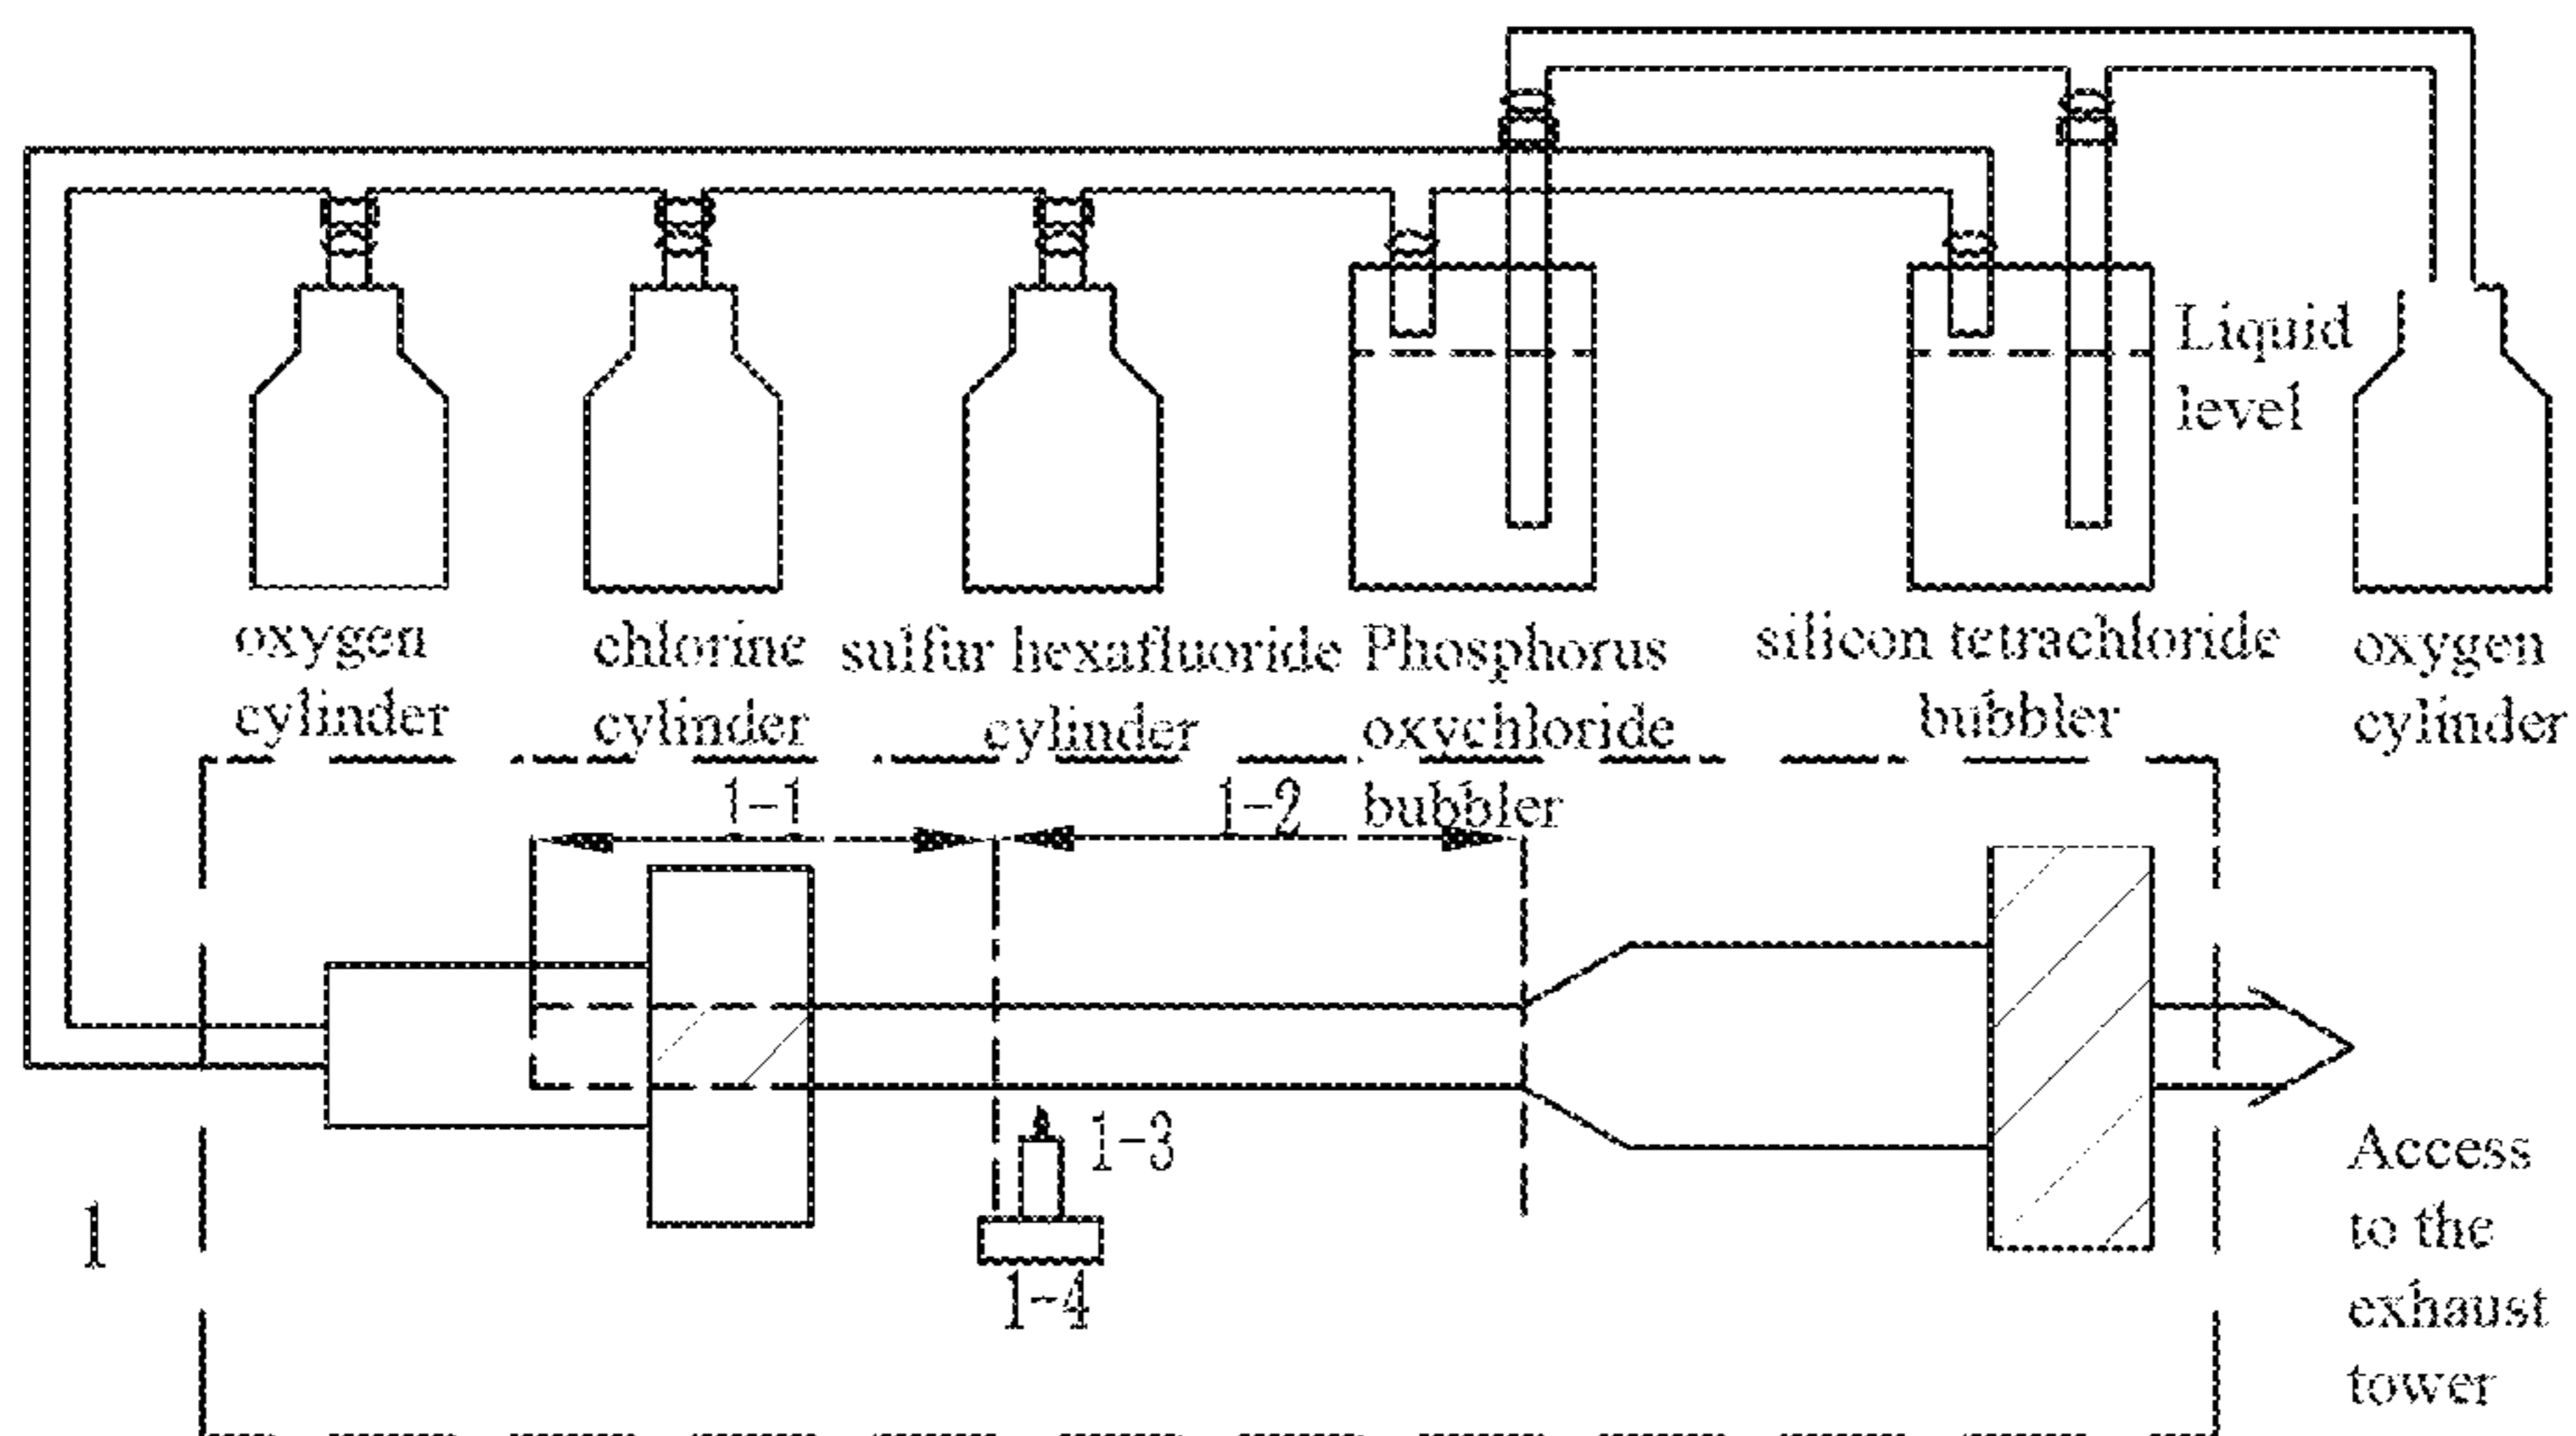 Liquid
level
oxygen
cylinder
chlorine
cylinder
sulfur hexafluoride
cylinder
Phosphorus
oxychloride
bubbler
silicon tetrachloride
bubbler
oxygen
cylinder
1-1
1-2
1-3
1-4
1
Access
to the
exhaust
tower